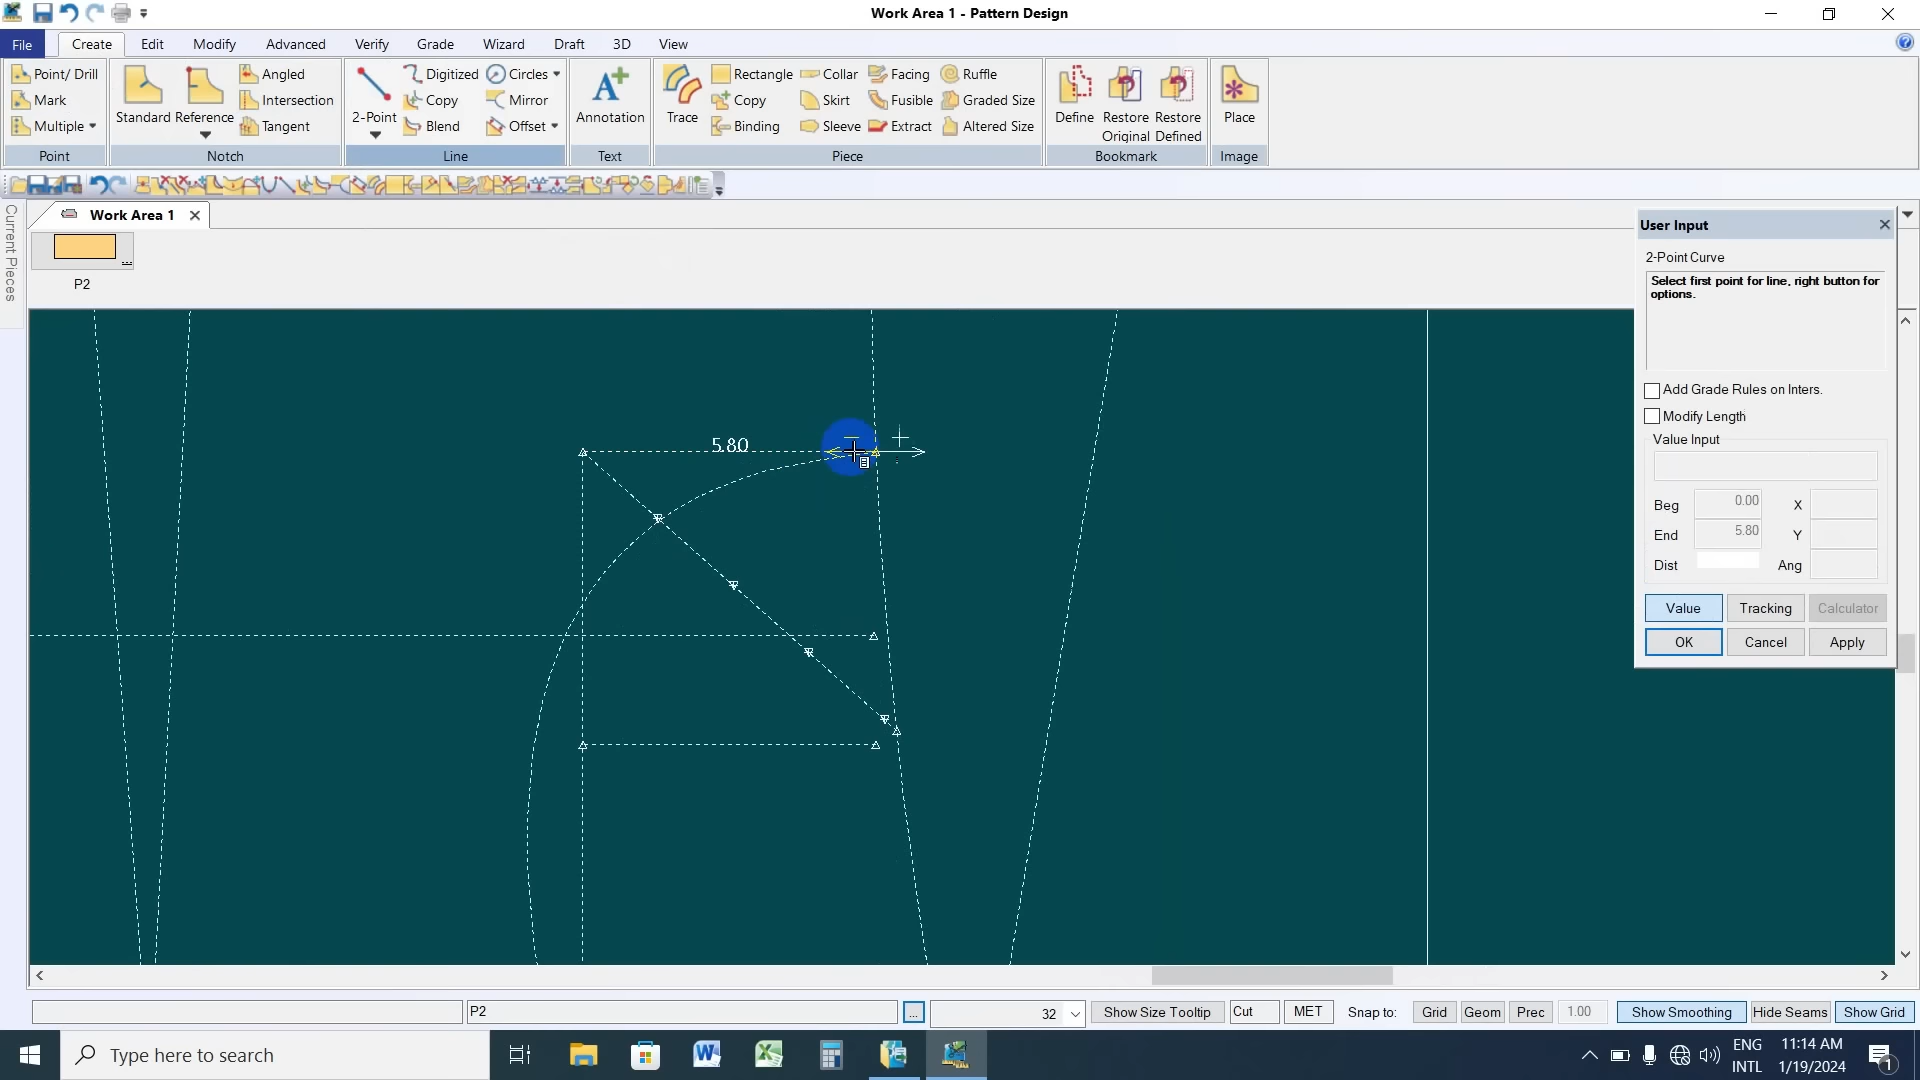 Work Area 1 - Pattern Design
File Create Edit Modify Advanced Verify Grade Wizard Draft 3D View
Point/ Drill Angled Digitized Circles Rectangle Collar Facing Ruffle
Mark Intersection Copy Mirror Copy Skirt Fusible Graded Size
Multiple Tangent Blend Offset Binding Sleeve Extract Altered Size
Standard Reference 2-Point Annotation Trace Define Restore Original Restore Defined Place
Point Notch Line Text Piece Bookmark Image
Work Area 1
Current Pieces
P2
5.80
User Input
2-Point Curve
Select first point for line, right button for
options.
Add Grade Rules on Inters.
Modify Length
Value Input
Beg 0.00 X
End 5.80 Y
Dist Ang
Value Tracking Calculator
OK Cancel Apply
P2 ... 32 Show Size Tooltip Cut MET Snap to: Grid Geom Prec 1.00 Show Smoothing Hide Seams Show Grid
Type here to search
ENG
INTL
11:14 AM
1/19/2024
1